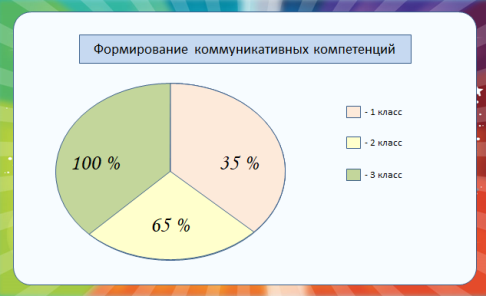 Формирование коммуникативных компетенций
- 1 класс
- 2 класс
- 3 класс
100 %
35 %
65 %